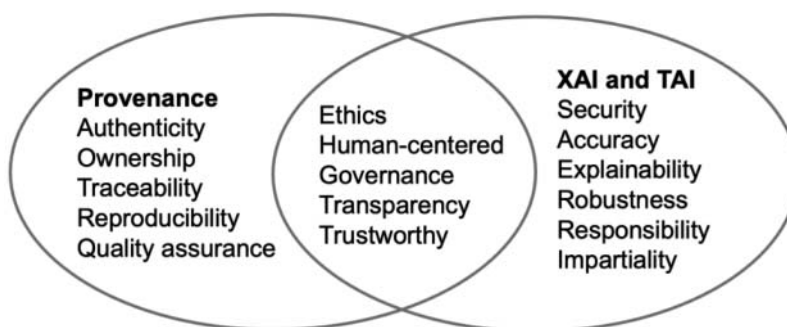 Provenance
Authenticity
Ownership
Traceability
Reproducibility
Quality assurance
Ethics
Human-centered
Governance
Transparency
Trustworthy
XAI and TAI
Security
Accuracy
Explainability
Robustness
Responsibility
Impartiality